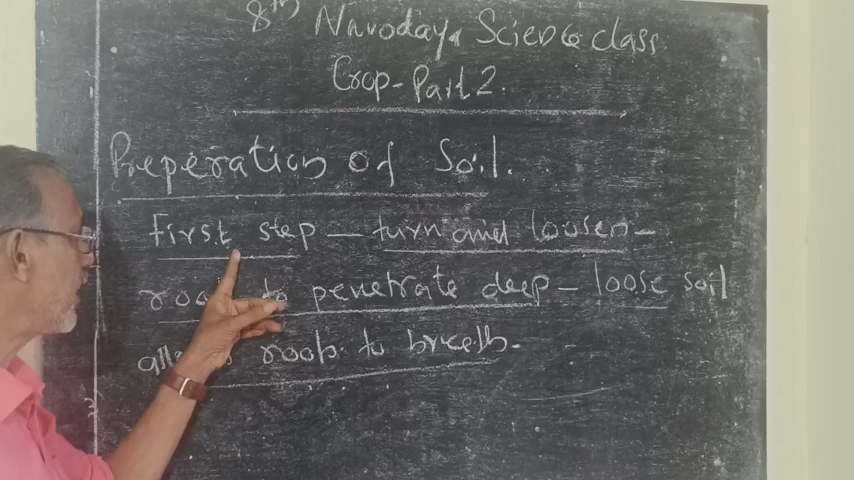 8th Navodaya Science class
Crop-Part 2.
Preperation of Soil.
First step - turn and loosen-
to penetrate deep - loose soil
roots to breath.